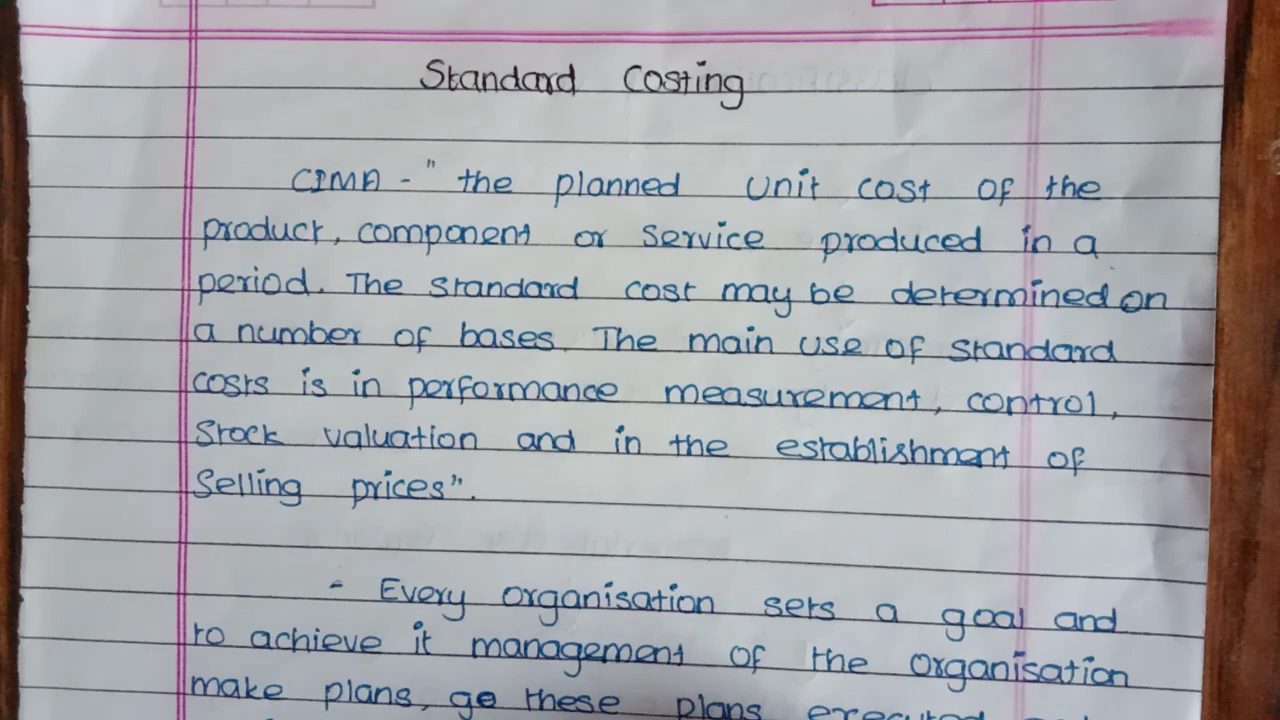 Standard Costing
CIMA - " the planned unit cost of the
product, component or service produced in a
period. The standard cost may be determined on
a number of bases. The main use of standard
costs is in performance measurement, control,
Stock valuation and in the establishment of
Selling prices".
- Every organisation sets a goal and
to achieve it management of the organisation
make plans, ge these plans executed